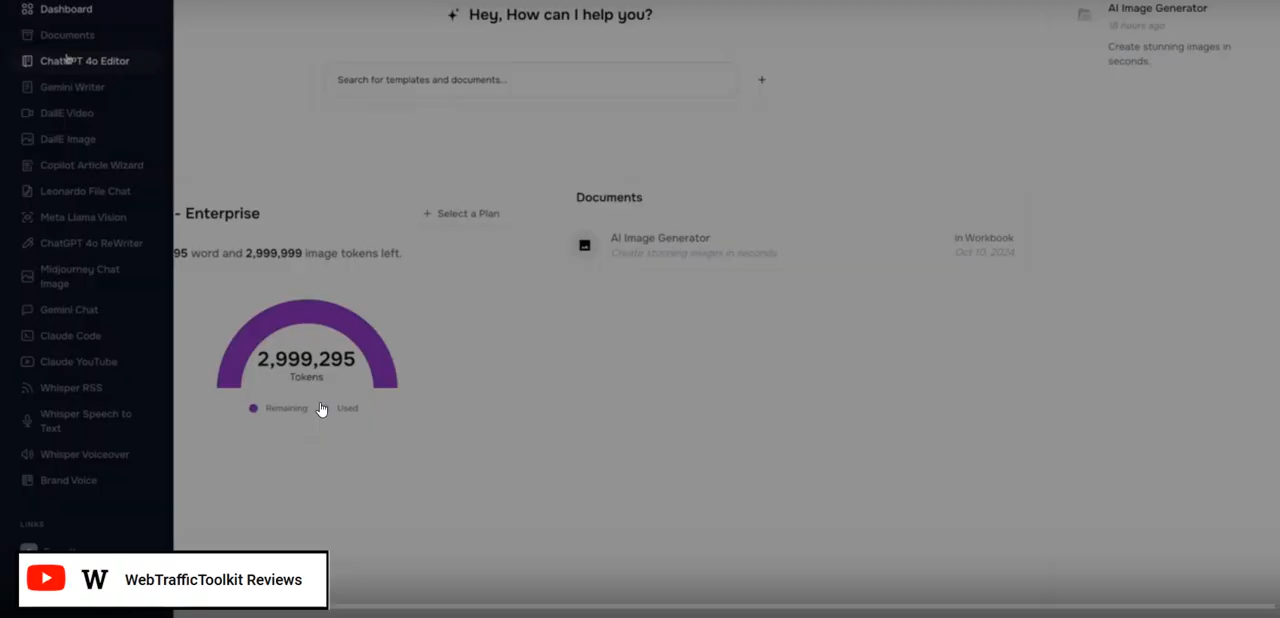 Dashboard
Documents
ChatGPT 4o Editor
Gemini Writer
DallE Video
DallE Image
Copilot Article Wizard
Leonardo File Chat
Meta Llama Vision
ChatGPT 4o ReWriter
Midjourney Chat
Image
Gemini Chat
Claude Code
Claude YouTube
Whisper RSS
Whisper Speech to
Text
Whisper Voiceover
Brand Voice
LINKS
Hey, How can I help you?
Search for templates and documents...
+
- Enterprise
+ Select a Plan
95 word and 2,999,999 image tokens left.
2,999,295
Tokens
Remaining
Used
Documents
AI Image Generator
Create stunning images in seconds
in Workbook
Oct 10, 2024
AI Image Generator
18 hours ago
Create stunning images in
seconds.
W WebTrafficToolkit Reviews